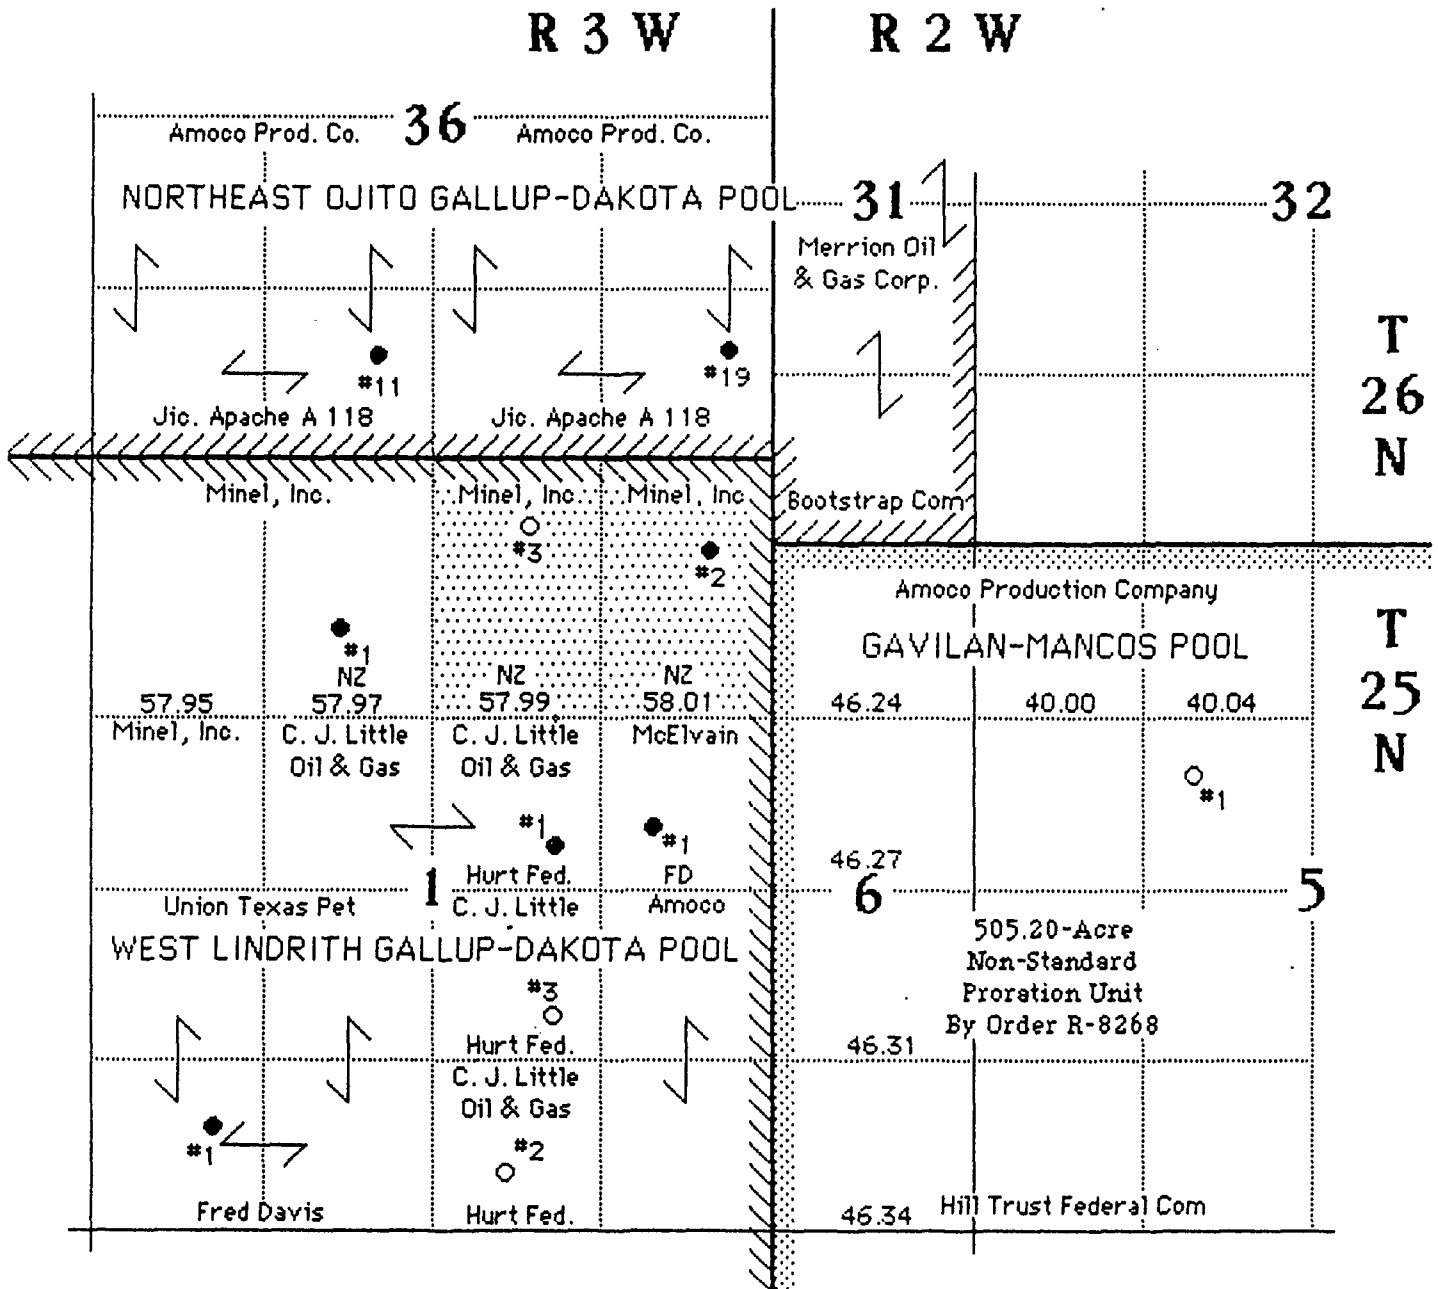 R 3 W
R 2 W
36
Amoco Prod. Co.
Amoco Prod. Co.
NORTHEAST OJITO GALLUP-DAKOTA POOL
31
32
Merrion Oil
& Gas Corp.
T
26
N
#11
#19
Jic. Apache A 118
Jic. Apache A 118
Minel, Inc.
Minel, Inc.
Minel, Inc
Bootstrap Com
#3
#2
Amoco Production Company
GAVILAN-MANCOS POOL
T
25
N
#1
NZ
NZ
NZ
57.95
57.97
57.99
58.01
46.24
40.00
40.04
Minel, Inc.
C. J. Little
Oil & Gas
C. J. Little
Oil & Gas
McElvain
#1
#1
#1
Hurt Fed.
FD
46.27
1
6
5
Union Texas Pet
C. J. Little
Amoco
WEST LINDRITH GALLUP-DAKOTA POOL
505.20-Acre
Non-Standard
Proration Unit
By Order R-8268
#3
Hurt Fed.
46.31
C. J. Little
Oil & Gas
#1
#2
Fred Davis
Hurt Fed.
46.34
Hill Trust Federal Com